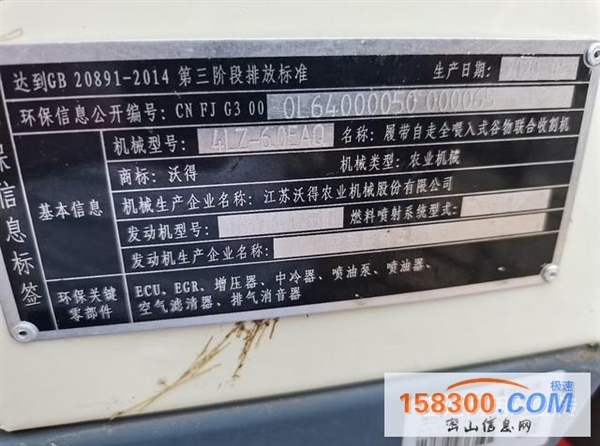 达到GB 20891-2014 第三阶段排放标准 生产日期:
环保信息公开编号: CN FJ G3 00 0L64000050 000065
机械型号: 4LZ-6.0EAQ 名称: 履带自走全喂入式谷物联合收割机
商标: 沃得 机械类型: 农业机械
基本信息
机械生产企业名称: 江苏沃得农业机械股份有限公司
发动机型号: 燃料喷射系统型式:
发动机生产企业名称:
环保关键零部件
ECU、EGR、增压器、中冷器、喷油泵、喷油器、
空气滤清器、排气消音器
保信息标签
极速
158300.COM
密山信息网